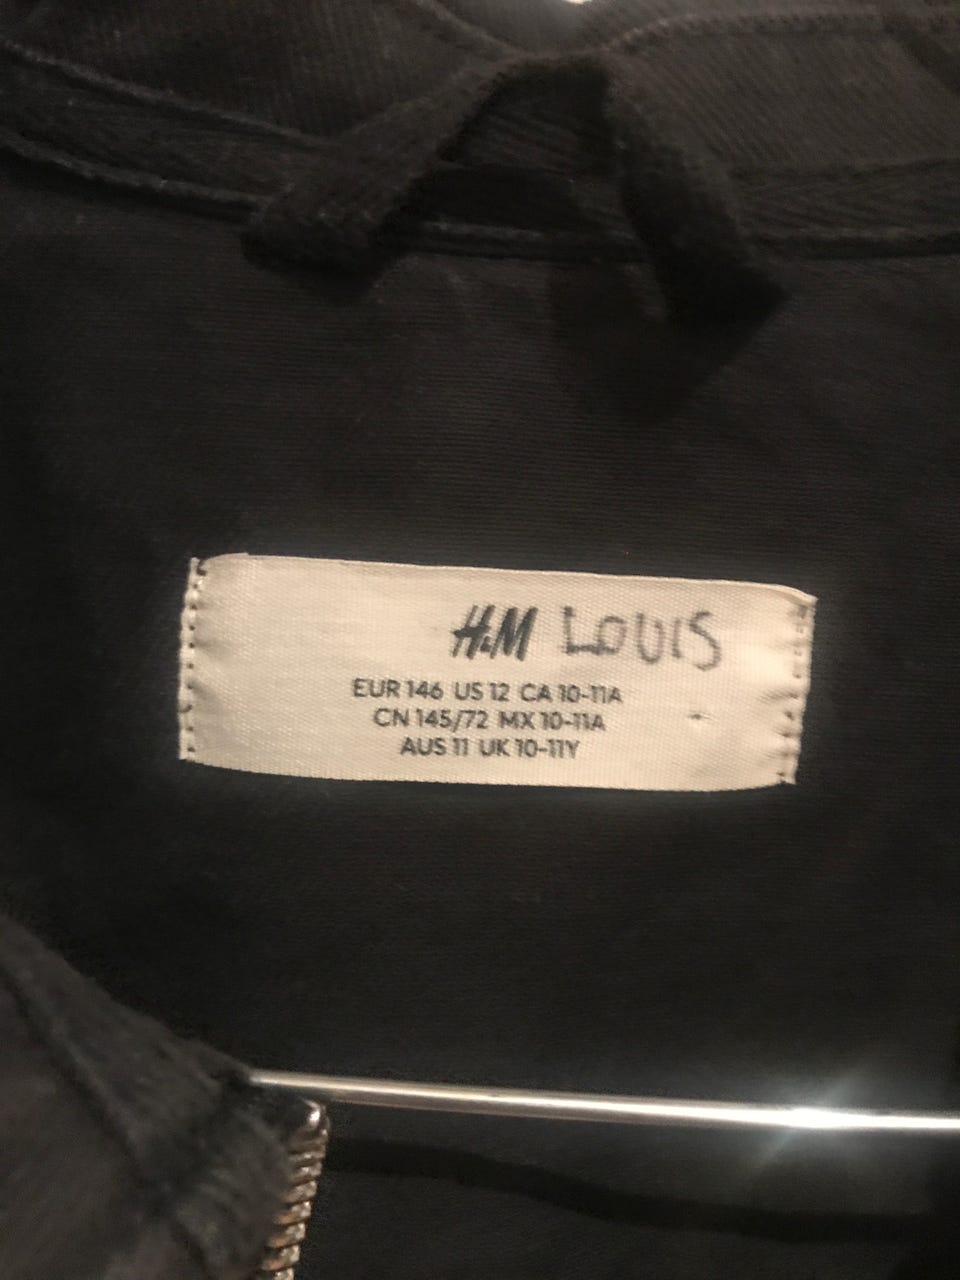 H&M LOUIS
EUR 146 US 12 CA 10-11A
CN 145/72 MX 10-11A
AUS 11 UK 10-11Y